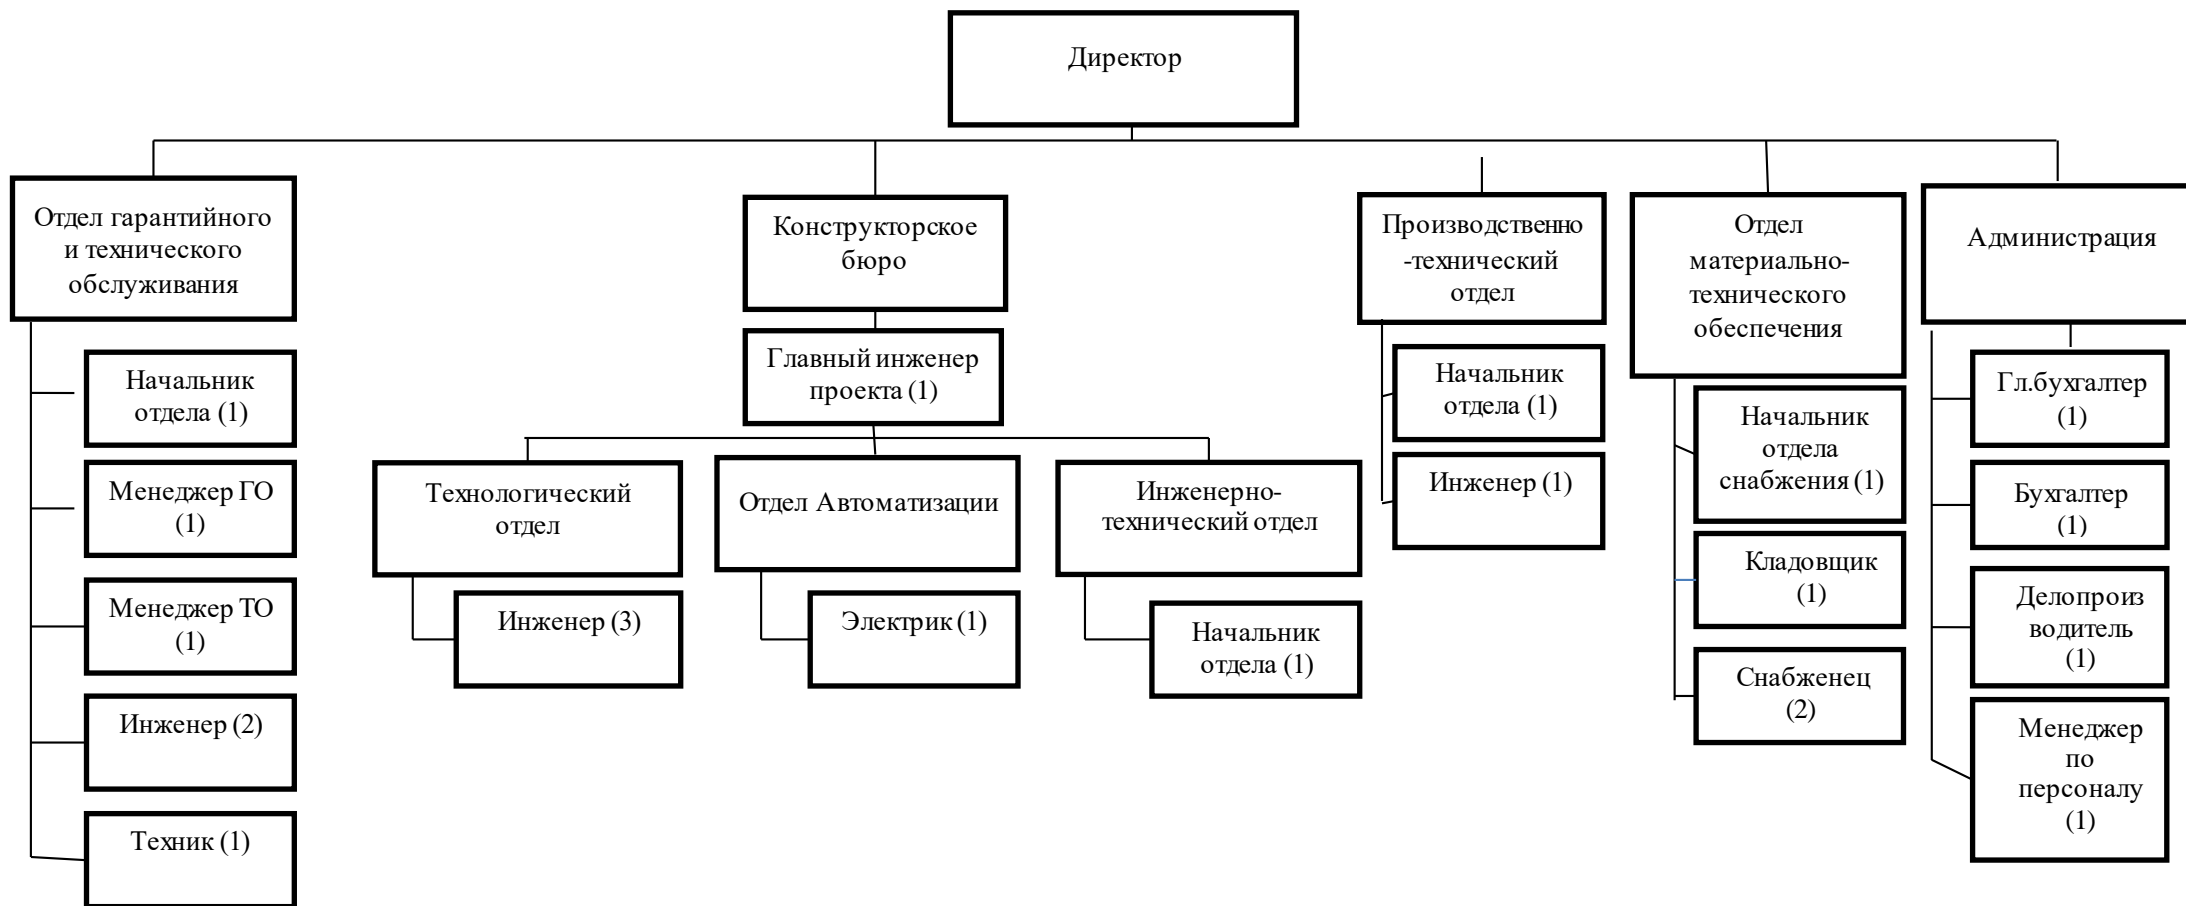 Директор
Отдел гарантийного
и технического
обслуживания
Начальник
отдела (1)
Менеджер ГО
(1)
Менеджер ТО
(1)
Инженер (2)
Техник (1)
Конструкторское
бюро
Главный инженер
проекта (1)
Технологический
отдел
Инженер (3)
Отдел Автоматизации
Электрик (1)
Инженерно-
технический отдел
Начальник
отдела (1)
Производственно
-технический
отдел
Начальник
отдела (1)
Инженер (1)
Отдел
материально-
технического
обеспечения
Начальник
отдела
снабжения (1)
Кладовщик
(1)
Снабженец
(2)
Администрация
Гл.бухгалтер
(1)
Бухгалтер
(1)
Делопроиз
водитель
(1)
Менеджер
по
персоналу
(1)